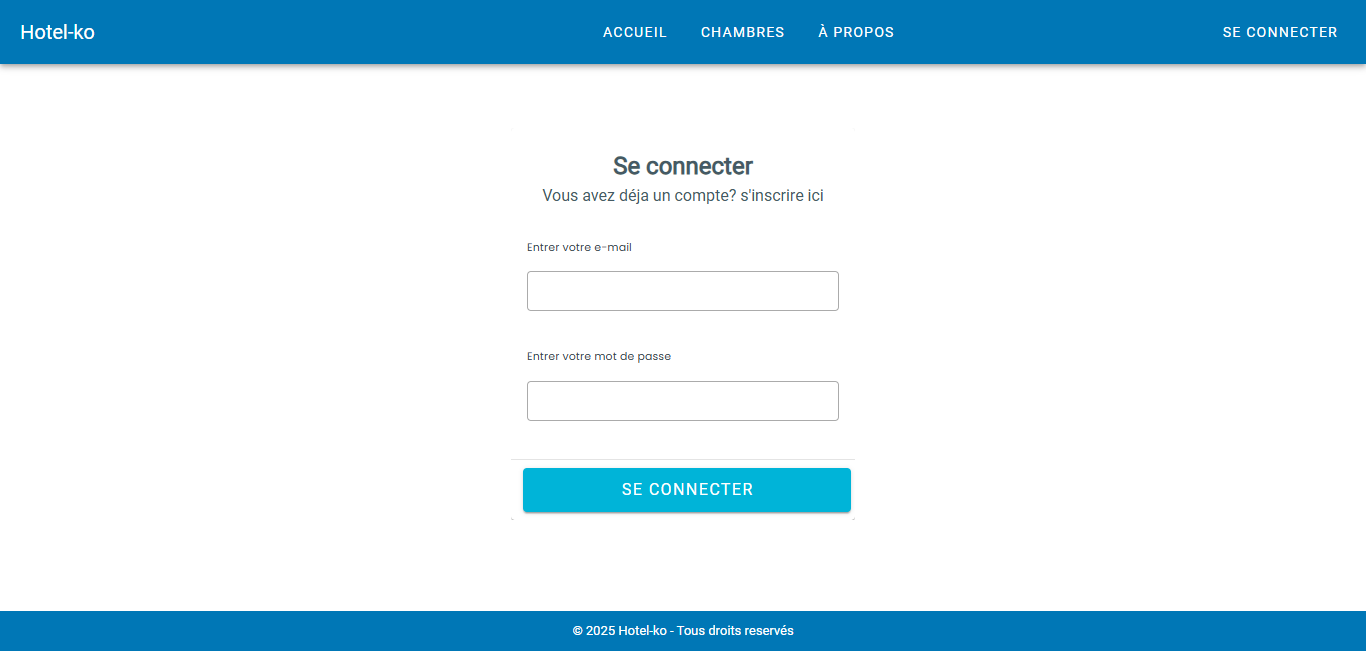 Hotel-ko
ACCUEIL CHAMBRES À PROPOS
SE CONNECTER
Se connecter
Vous avez déja un compte? s'inscrire ici
Entrer votre e-mail
Entrer votre mot de passe
SE CONNECTER
© 2025 Hotel-ko - Tous droits reservés